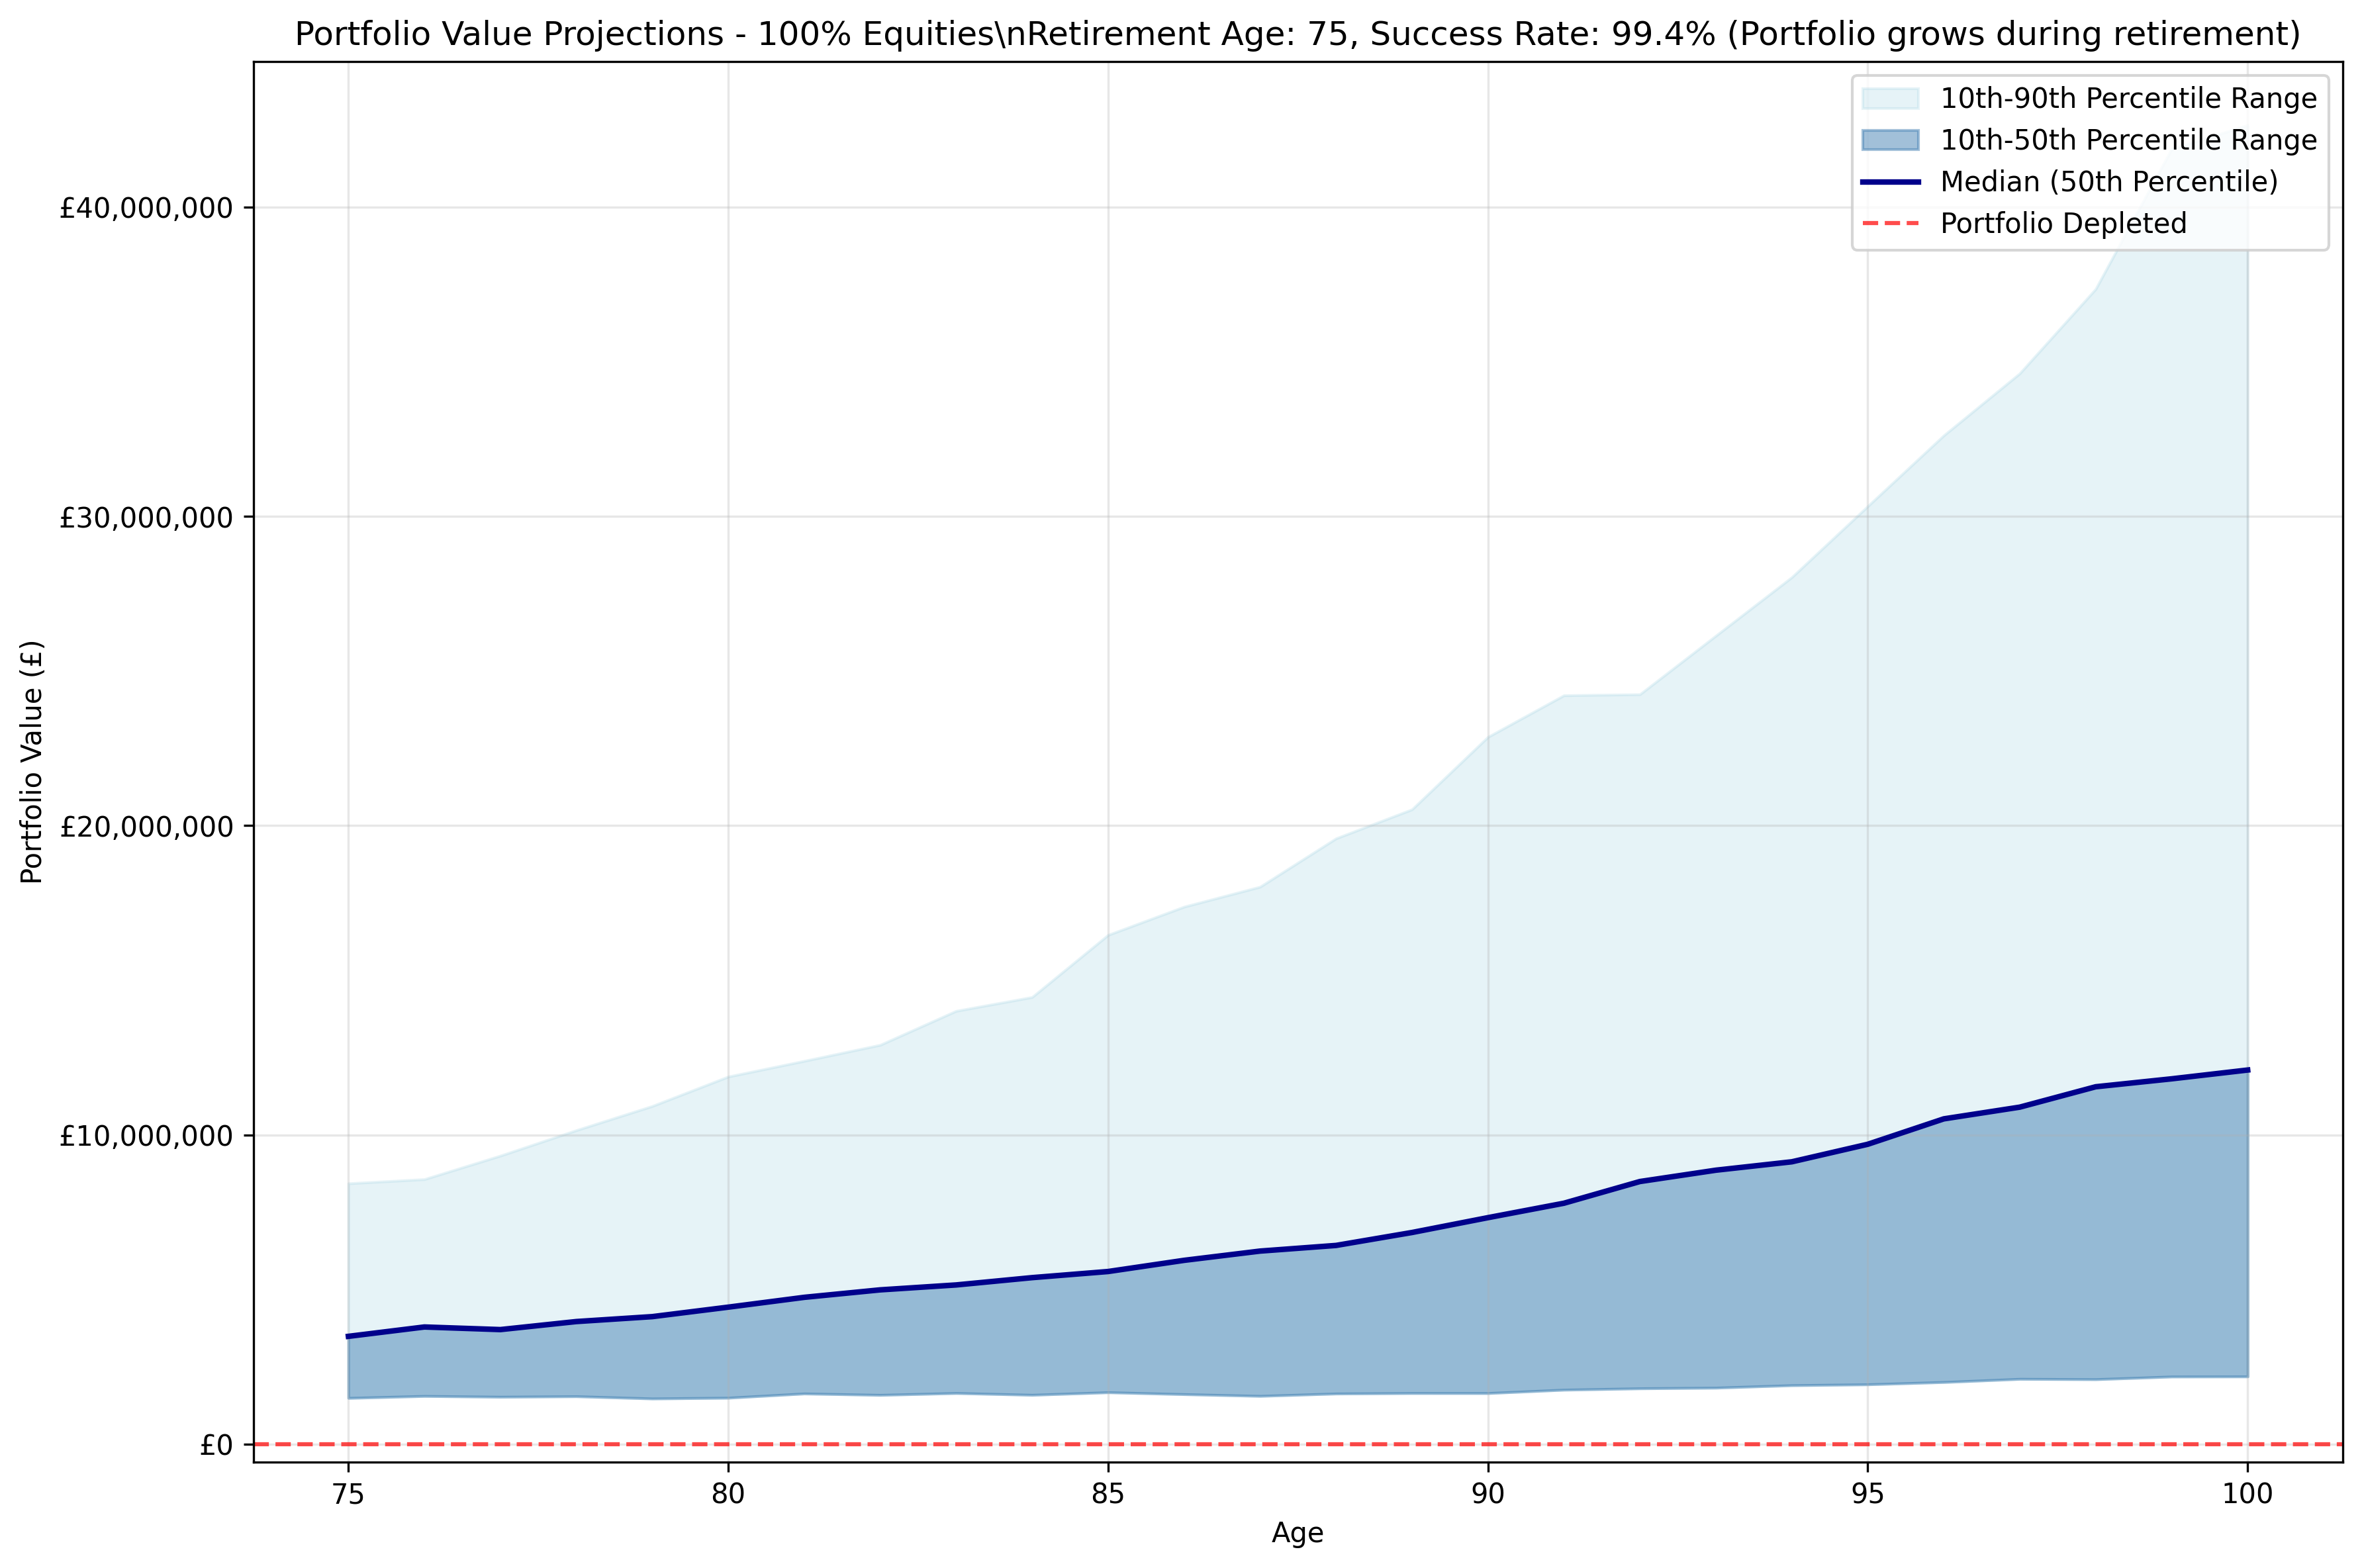 Portfolio Value Projections - 100% Equities\nRetirement Age: 75, Success Rate: 99.4% (Portfolio grows during retirement)
10th-90th Percentile Range
10th-50th Percentile Range
Median (50th Percentile)
Portfolio Depleted
Portfolio Value (£)
£40,000,000
£30,000,000
£20,000,000
£10,000,000
£0
75 80 85 90 95 100
Age